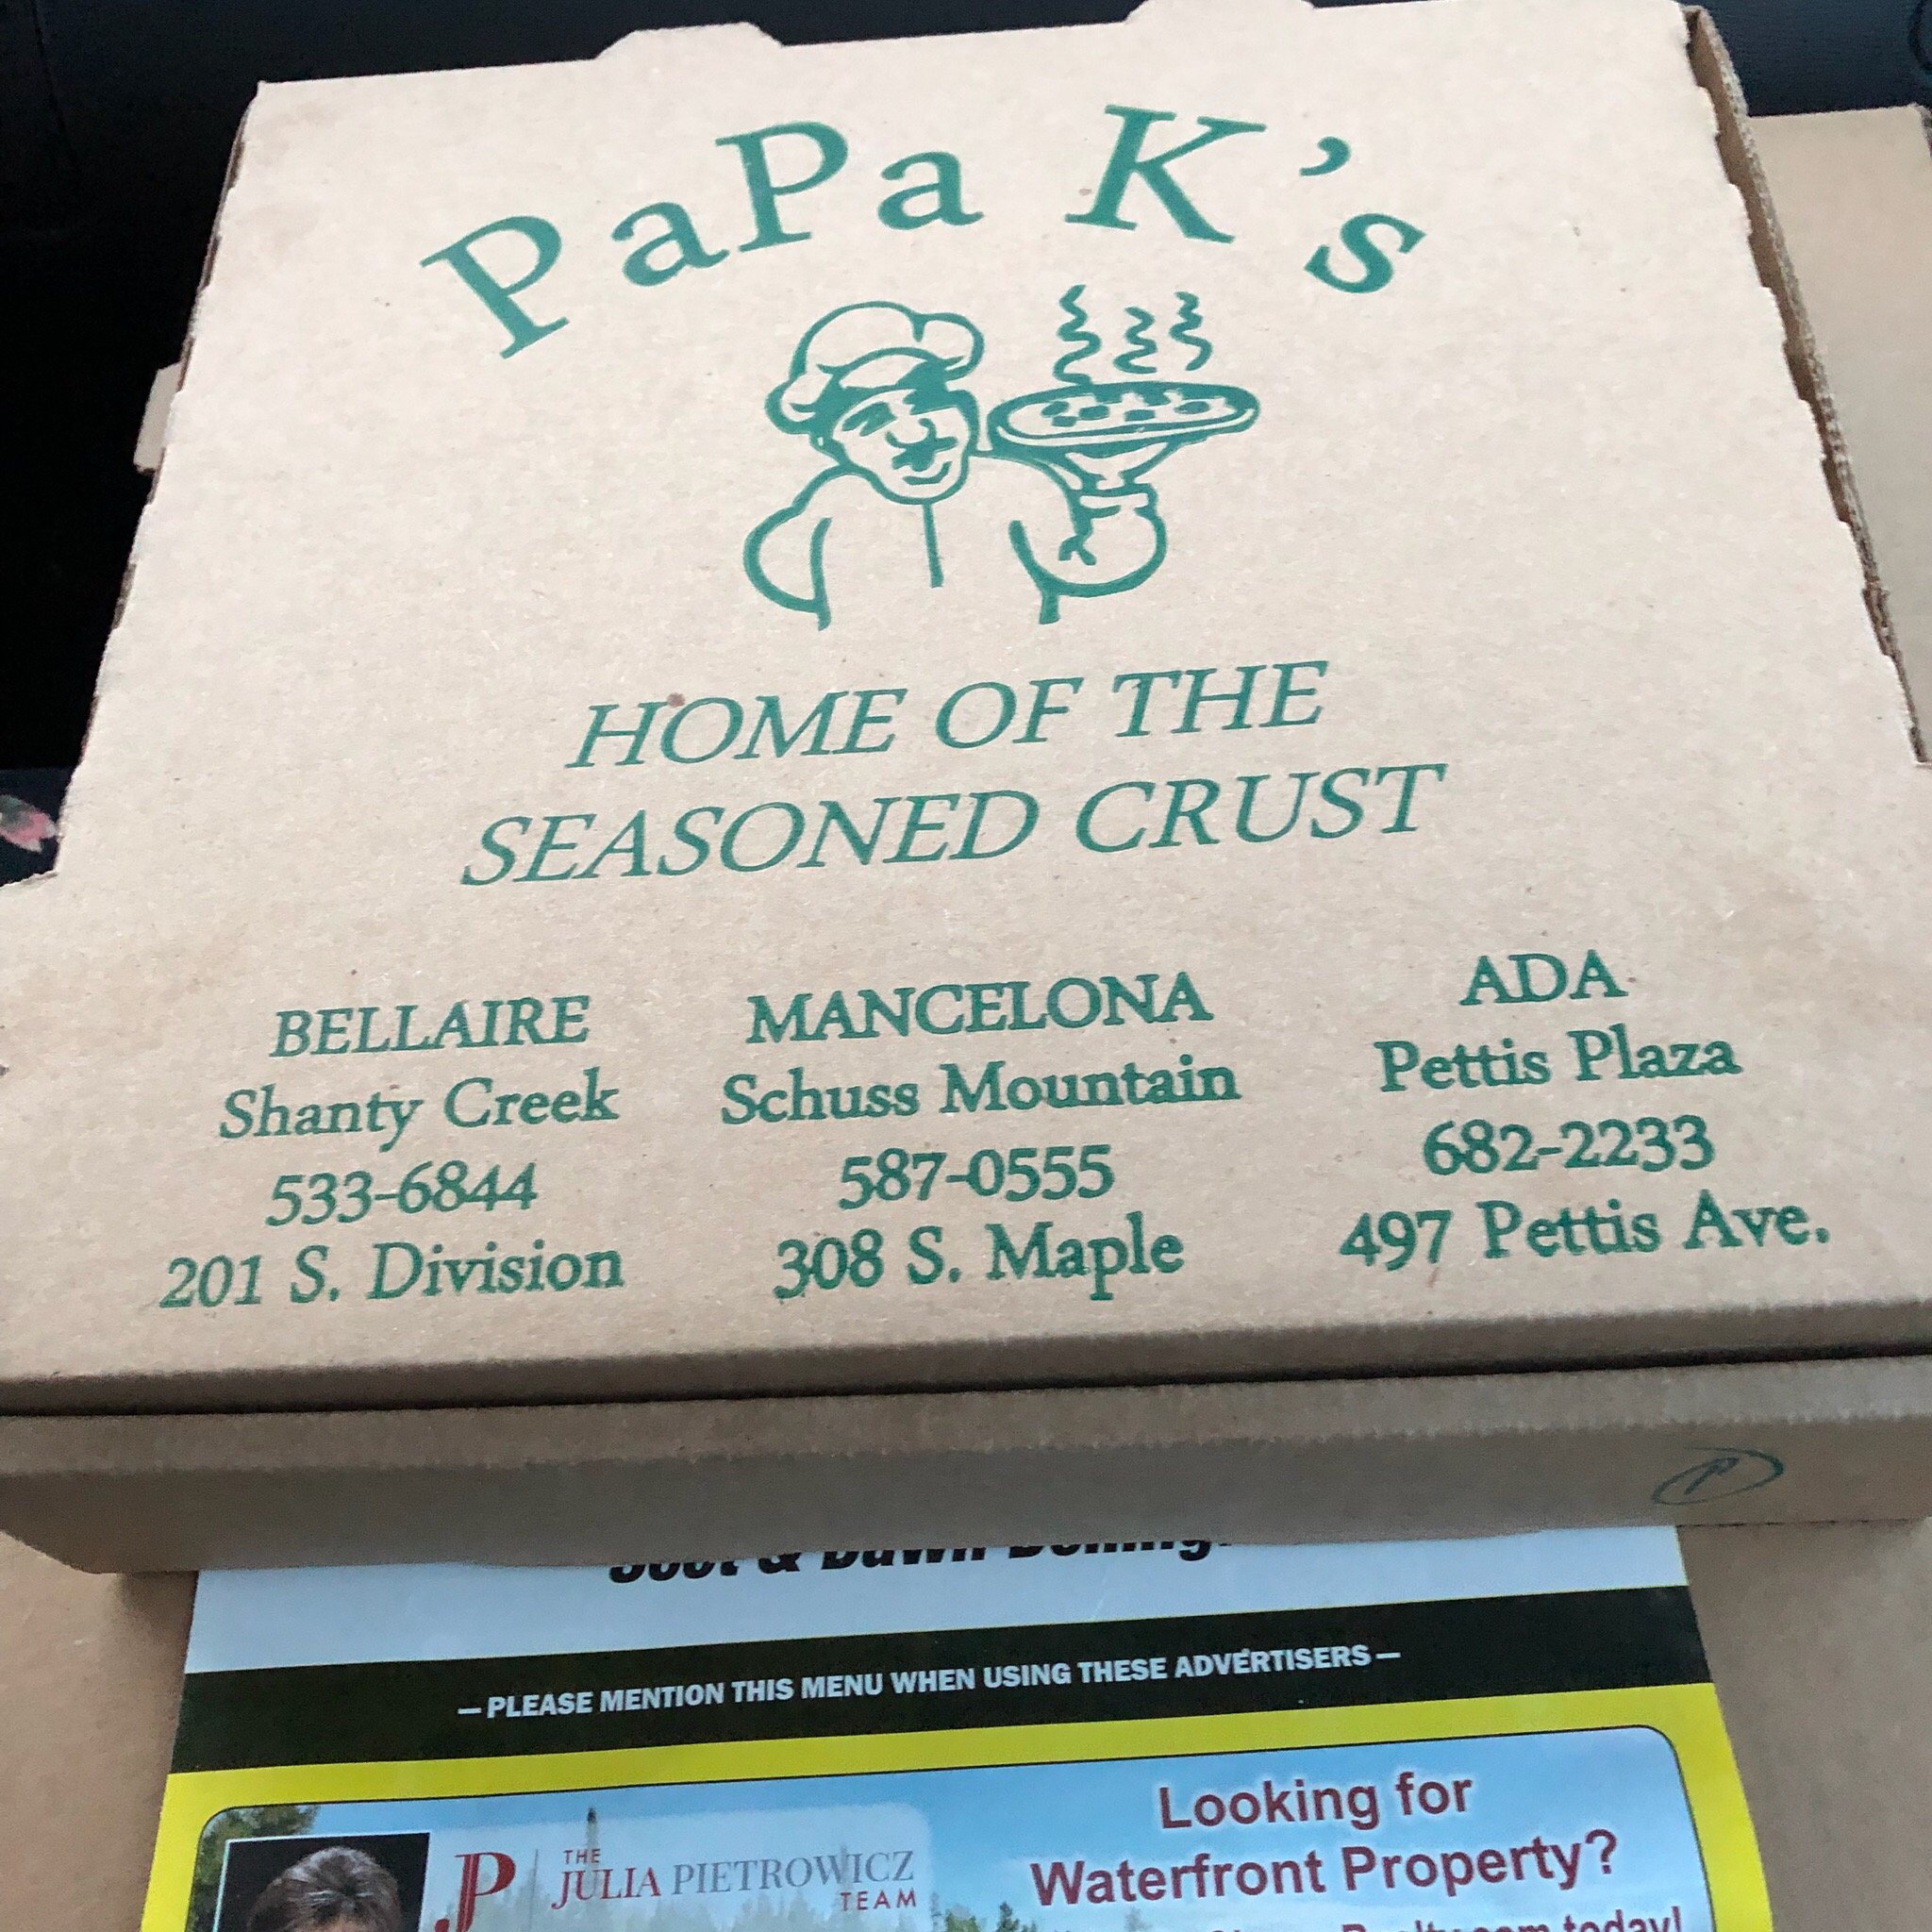 PaPa K's
HOME OF THE
SEASONED CRUST
BELLAIRE
Shanty Creek
533-6844
201 S. Division
MANCELONA
Schuss Mountain
587-0555
308 S. Maple
ADA
Pettis Plaza
682-2233
497 Pettis Ave.
P
— PLEASE MENTION THIS MENU WHEN USING THESE ADVERTISERS —
JP
THE
JULIA PIETROWICZ
TEAM
Looking for
Waterfront Property?
today!